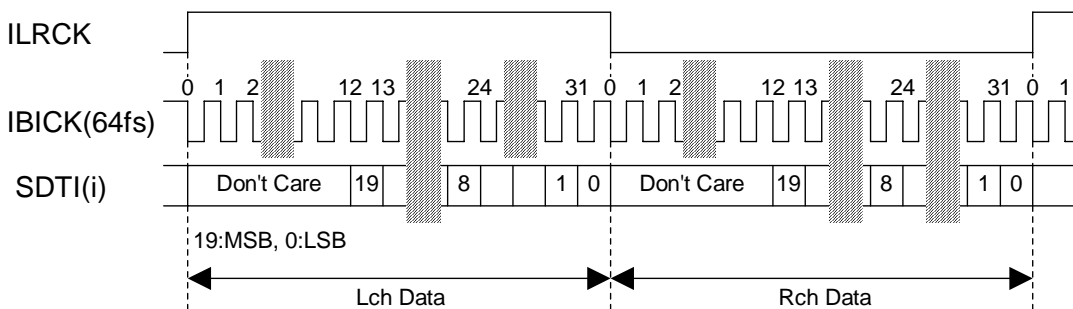 ILRCK
0 1 2 12 13 24 31 0 1 2 12 13 24 31 0 1
IBICK(64fs)
SDTI(i) Don't Care 19 8 1 0 Don't Care 19 8 1 0
19:MSB, 0:LSB
Lch Data Rch Data